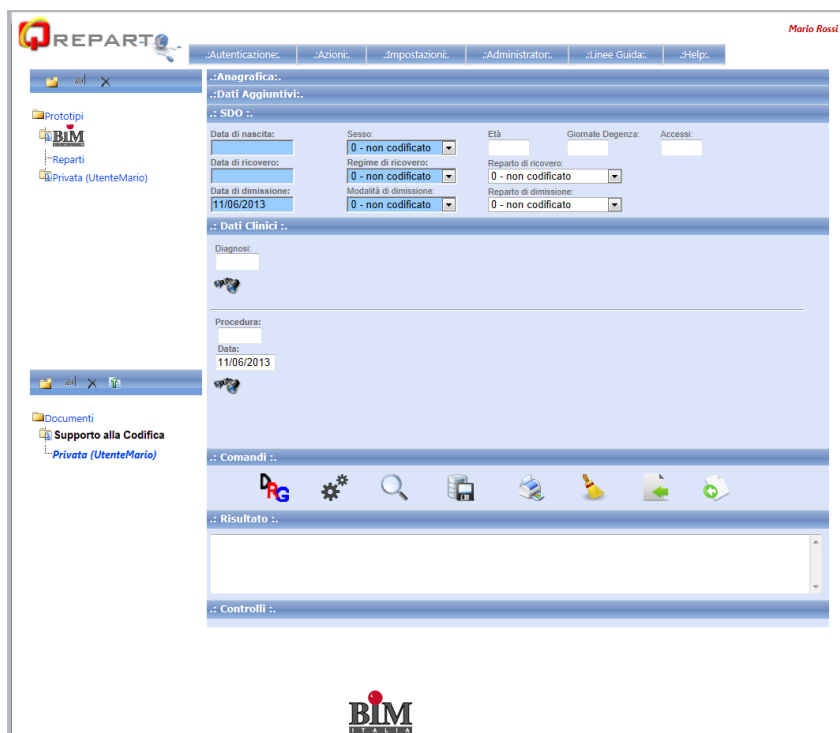 QREPARTO
Mario Rossi
.:Autenticazione:. .:Azioni:. .:Impostazioni:. .:Administrator:. .:Linee Guida:. .:Help:.
.:Anagrafica:.
.:Dati Aggiuntivi:.
.: SDO :.
Prototipi
BIM
ITALIA
Reparti
Privata (UtenteMario)
Data di nascita: Sesso: Età Giornate Degenza: Accessi:
0 - non codificato
Data di ricovero: Regime di ricovero: Reparto di ricovero:
0 - non codificato 0 - non codificato
Data di dimissione: Modalità di dimissione: Reparto di dimissione:
11/06/2013 0 - non codificato 0 - non codificato
.: Dati Clinici :.
Diagnosi:
Procedura:
Data:
11/06/2013
Documenti
Supporto alla Codifica
Privata (UtenteMario)
.: Comandi :.
DRG
.: Risultato :.
.: Controlli :.
BIM
ITALIA